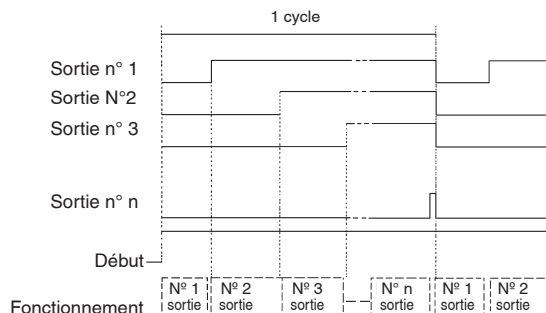 1 cycle
Sortie n° 1
Sortie N°2
Sortie n° 3
Sortie n° n
Début
Fonctionnement
Nº 1 sortie
Nº 2 sortie
Nº 3 sortie
N° n sortie
Nº 1 sortie
Nº 2 sortie